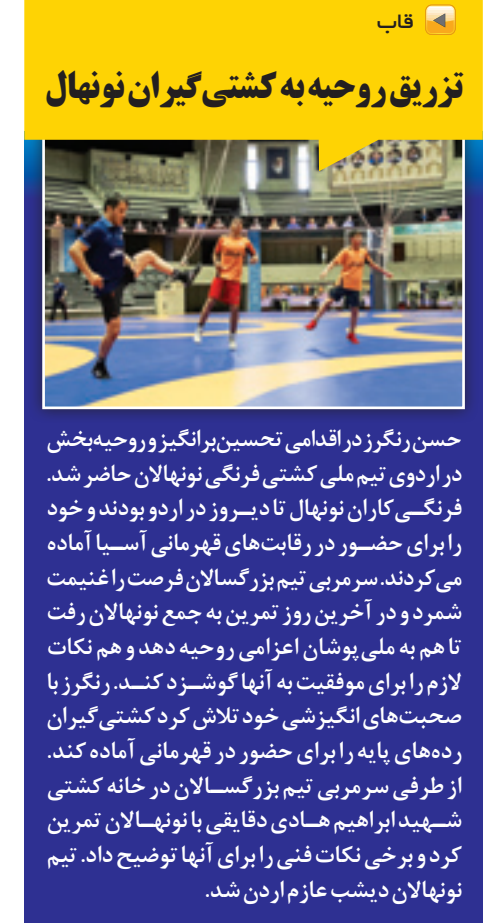 قاب
تزریق روحیه به کشتی‌گیران نونهال
حسن رنگرز در اقدامی تحسین‌برانگیز و روحیه‌بخش
در اردوی تیم ملی کشتی فرنگی نونهالان حاضر شد.
فرنگی‌کاران نونهال تا دیروز در اردو بودند و خود
را برای حضور در رقابت‌های قهرمانی آسیا آماده
می‌کردند. سرمربی تیم بزرگسالان فرصت را غنیمت
شمرد و در آخرین روز تمرین به جمع نونهالان رفت
تا هم به ملی پوشان اعزامی روحیه دهد و هم نکات
لازم را برای موفقیت به آنها گوشزد کند. رنگرز با
صحبت‌های انگیزشی خود تلاش کرد کشتی‌گیران
رده‌های پایه را برای حضور در قهرمانی آماده کند.
از طرفی سرمربی تیم بزرگسالان در خانه کشتی
شهید ابراهیم هادی دقایقی با نونهالان تمرین
کرد و برخی نکات فنی را برای آنها توضیح داد. تیم
نونهالان دیشب عازم اردن شد.